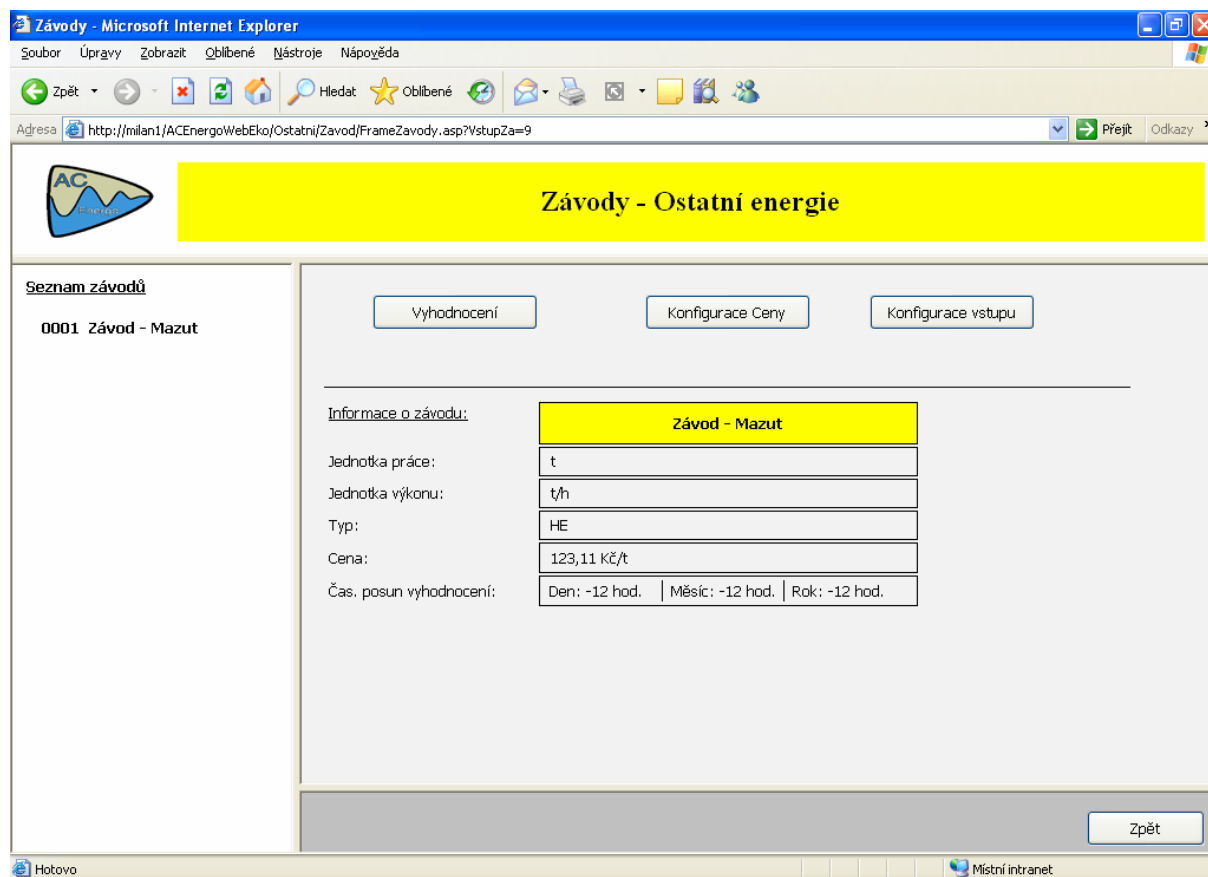 Závody - Microsoft Internet Explorer
Soubor Úpravy Zobrazit Oblíbené Nástroje Nápověda
Zpět Hledat Oblíbené
Adresa http://milan1/ACEnergoWebEko/Ostatni/Zavod/FrameZavody.asp?VstupZa=9 Přejít Odkazy
AC
Energo
Závody - Ostatní energie
Seznam závodů
0001 Závod - Mazut
Vyhodnocení Konfigurace Ceny Konfigurace vstupu
Informace o závodu: Závod - Mazut
Jednotka práce: t
Jednotka výkonu: t/h
Typ: HE
Cena: 123,11 Kč/t
Čas. posun vyhodnocení: Den: -12 hod. Měsíc: -12 hod. Rok: -12 hod.
Zpět
Hotovo Místní intranet